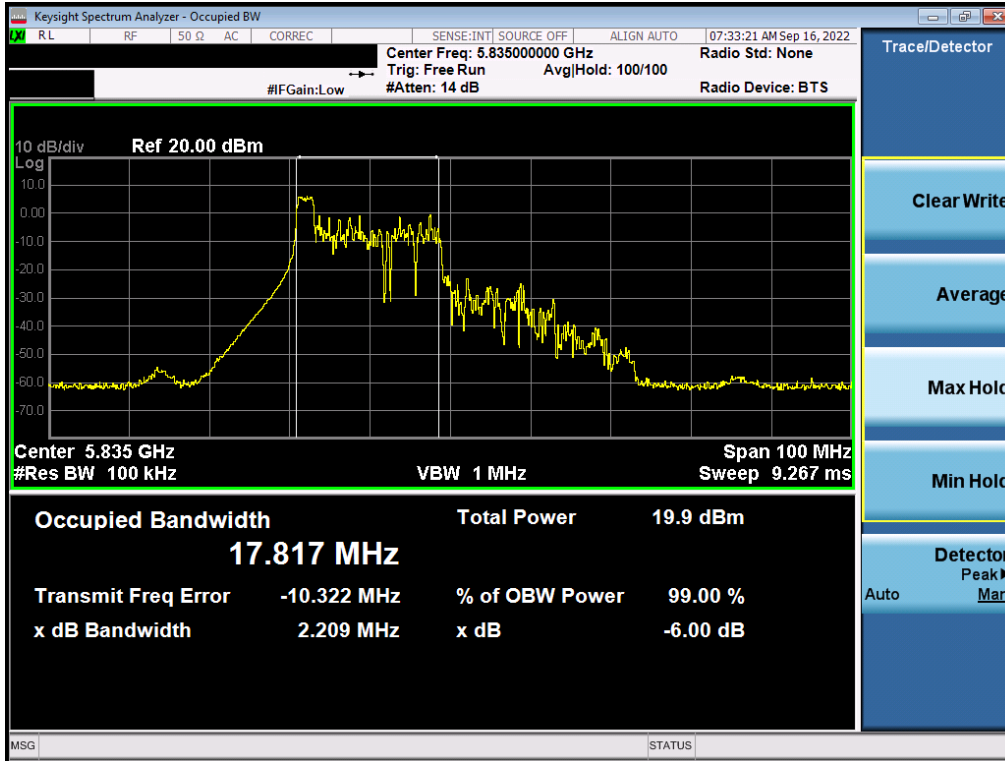 Keysight Spectrum Analyzer - Occupied BW
LXI RL RF 50 Ω AC CORREC SENSE:INT SOURCE OFF ALIGN AUTO 07:33:21 AM Sep 16, 2022
Center Freq: 5.835000000 GHz Radio Std: None
Trig: Free Run Avg|Hold: 100/100
#IFGain:Low #Atten: 14 dB Radio Device: BTS
Trace/Detector
10 dB/div Ref 20.00 dBm
Log
10.0
0.00
-10.0
-20.0
-30.0
-40.0
-50.0
-60.0
-70.0
Center 5.835 GHz Span 100 MHz
#Res BW 100 kHz VBW 1 MHz Sweep 9.267 ms
Occupied Bandwidth Total Power 19.9 dBm
17.817 MHz
Transmit Freq Error -10.322 MHz % of OBW Power 99.00 %
x dB Bandwidth 2.209 MHz x dB -6.00 dB
Clear Write
Average
Max Hold
Min Hold
Detector
Peak
Auto Man
MSG STATUS